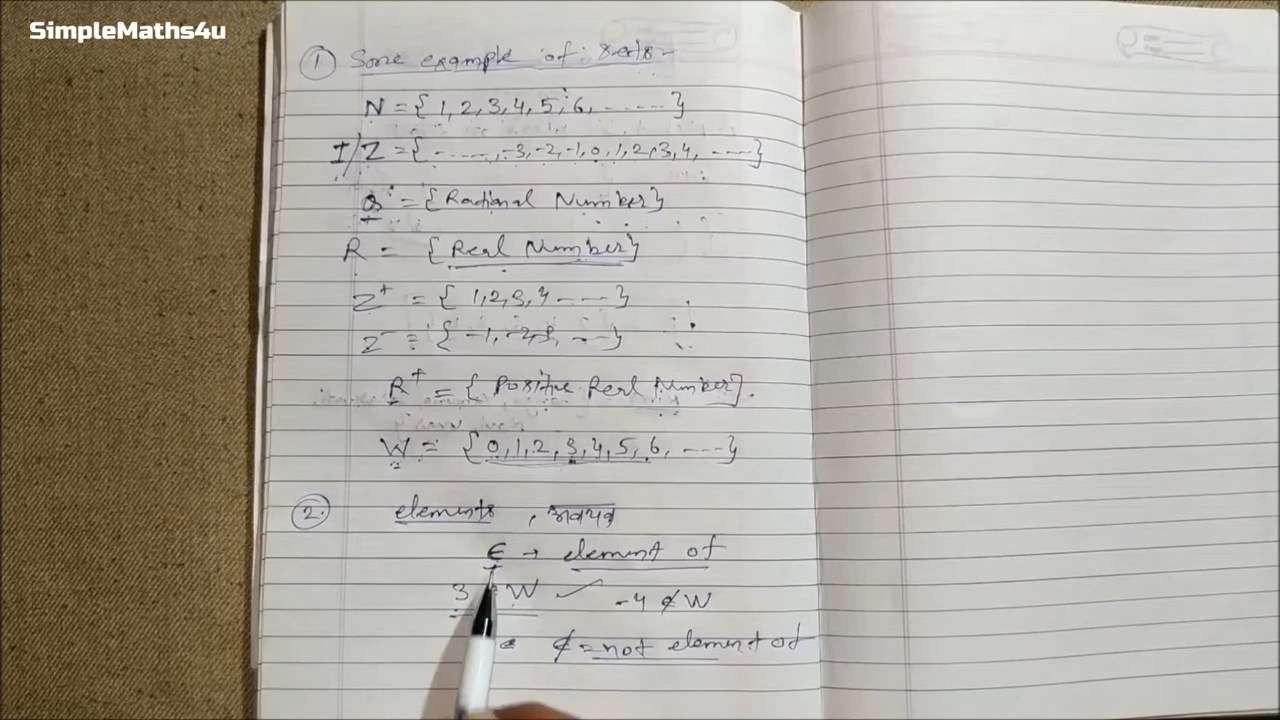 SimpleMaths4u
① Some example of sets-
N = { 1, 2, 3, 4, 5, 6, ...... }
I/Z = { ......, -3, -2, -1, 0, 1, 2, 3, 4, ..... }
Q = {Rational Number}
R = {Real Number}
Z⁺ = { 1, 2, 3, 4 ...... }
Z⁻ = { -1, -2, 3, .... }
R⁺ = { Positive Real Number}.
W = {0, 1, 2, 3, 4, 5, 6, ..... }
②. elements , अवयव
∈ → element of
3 W ✓ -4 ∉ W
∉ = not element of